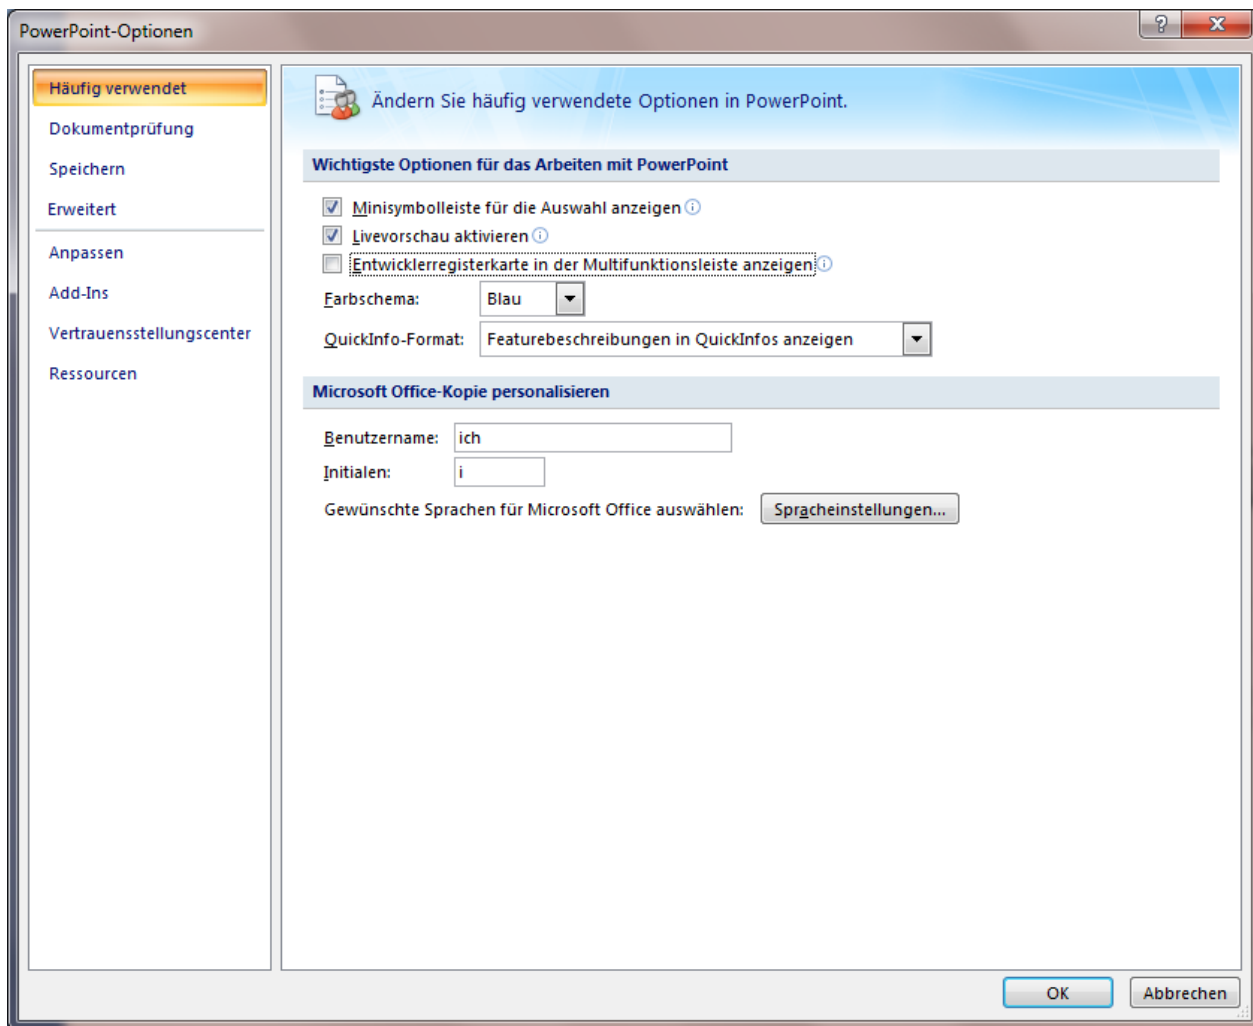 PowerPoint-Optionen
Häufig verwendet
Dokumentprüfung
Speichern
Erweitert
Anpassen
Add-Ins
Vertrauensstellungscenter
Ressourcen
Ändern Sie häufig verwendete Optionen in PowerPoint.
Wichtigste Optionen für das Arbeiten mit PowerPoint
Minisymbolleiste für die Auswahl anzeigen
Livevorschau aktivieren
Entwicklerregisterkarte in der Multifunktionsleiste anzeigen
Farbschema: Blau
QuickInfo-Format: Featurebeschreibungen in QuickInfos anzeigen
Microsoft Office-Kopie personalisieren
Benutzername: ich
Initialen: i
Gewünschte Sprachen für Microsoft Office auswählen: Spracheinstellungen...
OK Abbrechen